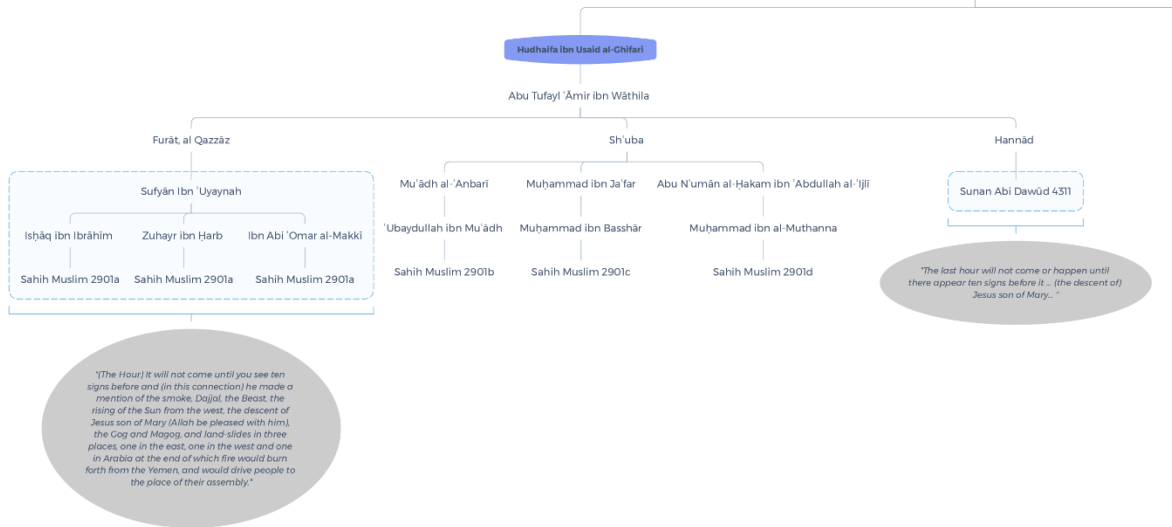 Hudhaifa ibn Usaid al-Ghifari
Abu Tufayl ʿĀmir ibn Wāthila
Furāt, al Qazzāz
Sh'uba
Hannād
Sufyān Ibn ʿUyaynah
Mu'ādh al-ʿAnbarī
Muḥammad ibn Ja'far
Abu N'umān al-Ḥakam ibn ʿAbdullah al-ʿIjlī
Sunan Abi Dawūd 4311
Isḥāq ibn Ibrāhīm
Zuhayr ibn Ḥarb
Ibn Abi ʿOmar al-Makkī
ʿUbaydullah ibn Mu'ādh
Muḥammad ibn Basshār
Muḥammad ibn al-Muthanna
Sahih Muslim 2901a
Sahih Muslim 2901a
Sahih Muslim 2901a
Sahih Muslim 2901b
Sahih Muslim 2901c
Sahih Muslim 2901d
"The last hour will not come or happen until
there appear ten signs before it ... (the descent of)
Jesus son of Mary... "
"(The Hour) It will not come until you see ten
signs before and (in this connection) he made a
mention of the smoke, Dajjal, the Beast, the
rising of the Sun from the west, the descent of
Jesus son of Mary (Allah be pleased with him),
the Gog and Magog, and land-slides in three
places, one in the east, one in the west and one
in Arabia at the end of which fire would burn
forth from the Yemen, and would drive people to
the place of their assembly."